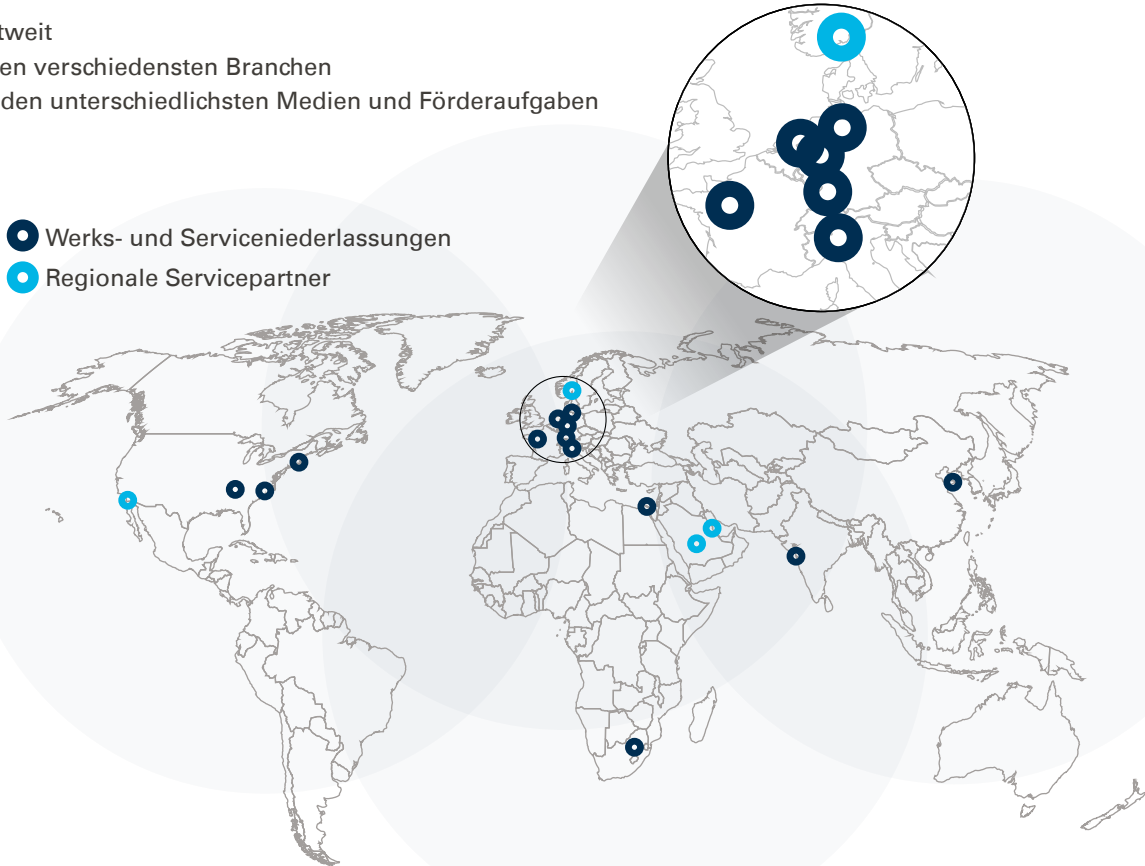 tweit
en verschiedensten Branchen
den unterschiedlichsten Medien und Förderaufgaben
Werks- und Serviceniederlassungen
Regionale Servicepartner